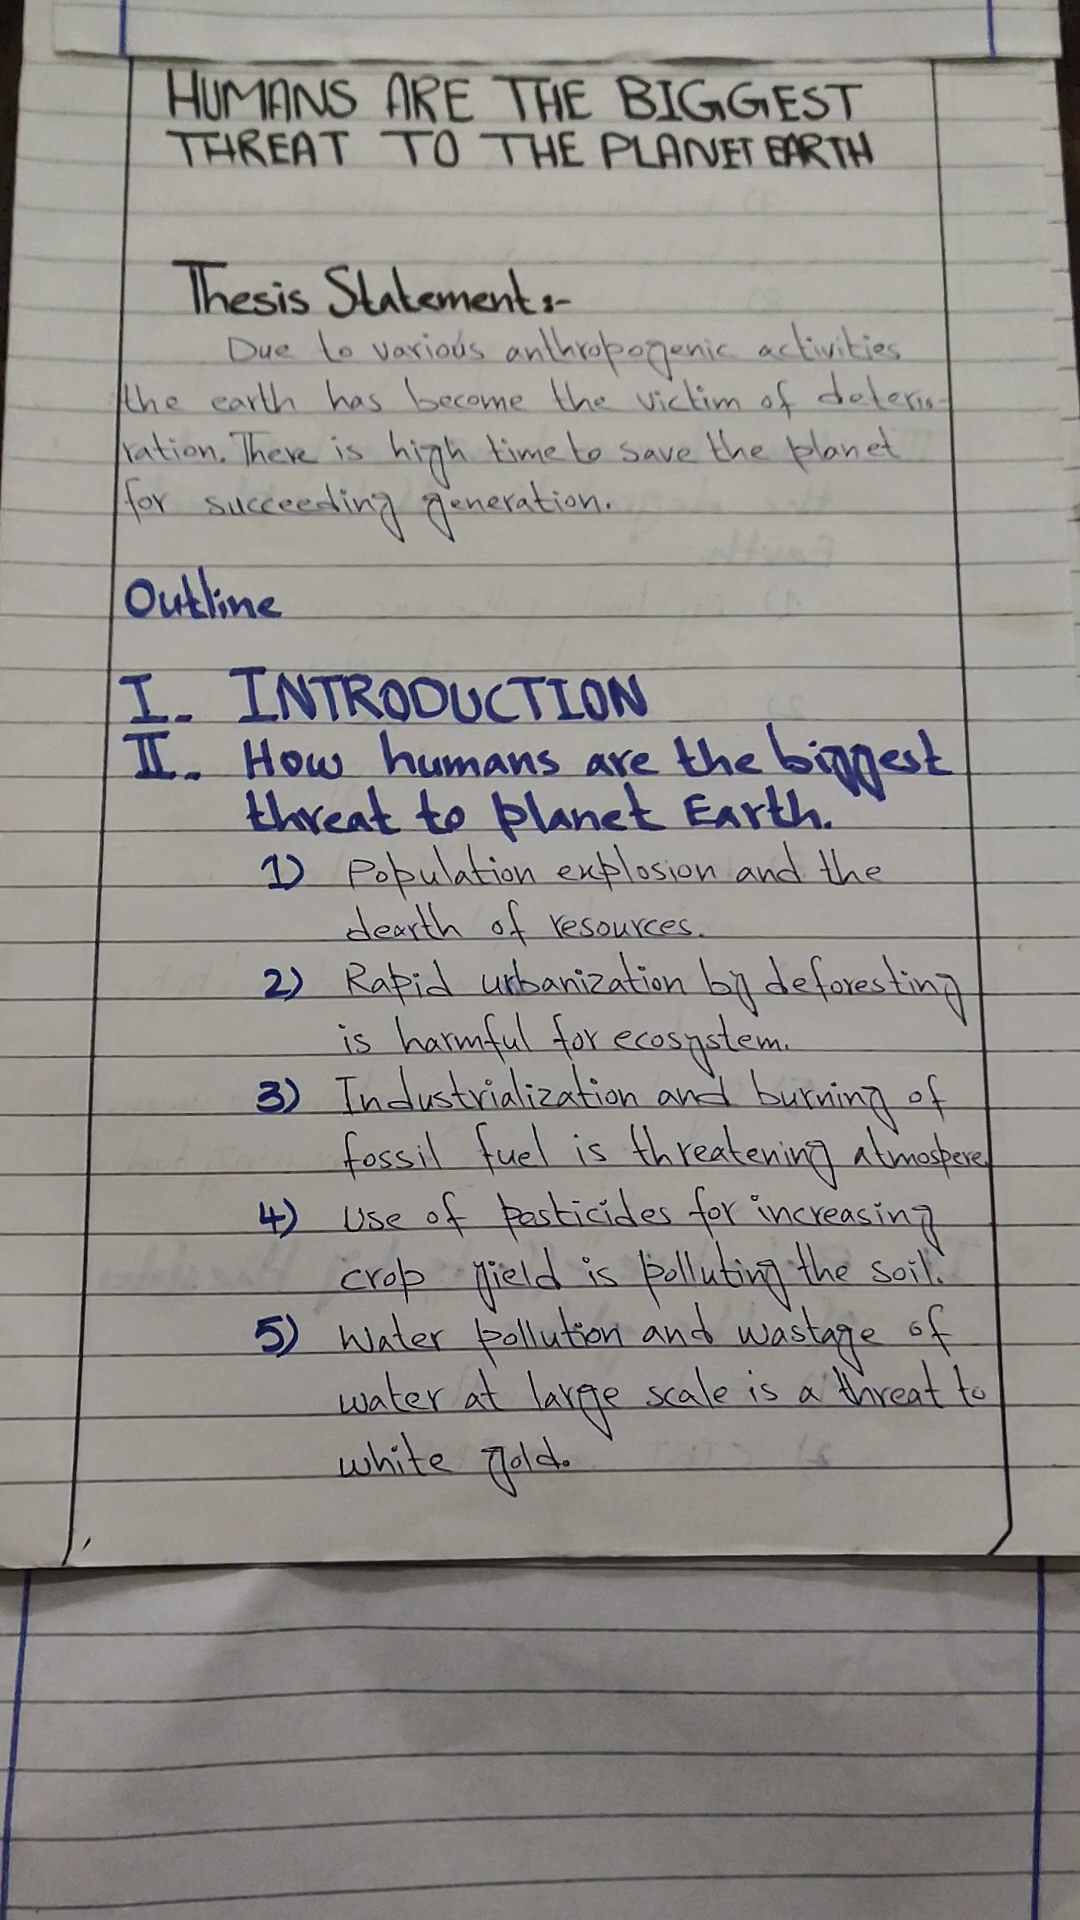 HUMANS ARE THE BIGGEST
THREAT TO THE PLANET EARTH
Thesis Statement:-
Due to various anthropogenic activities
the earth has become the victim of deterio-
ration. There is high time to save the planet
for succeeding generation.
Outline
I. INTRODUCTION
II. How humans are the biggest
threat to planet Earth.
1) Population explosion and the
dearth of resources.
2) Rapid urbanization by deforesting
is harmful for ecosystem.
3) Industrialization and burning of
fossil fuel is threatening atmospere.
4) Use of pesticides for increasing
crop yield is polluting the soil.
5) Water pollution and wastage of
water at large scale is a threat to
white gold.